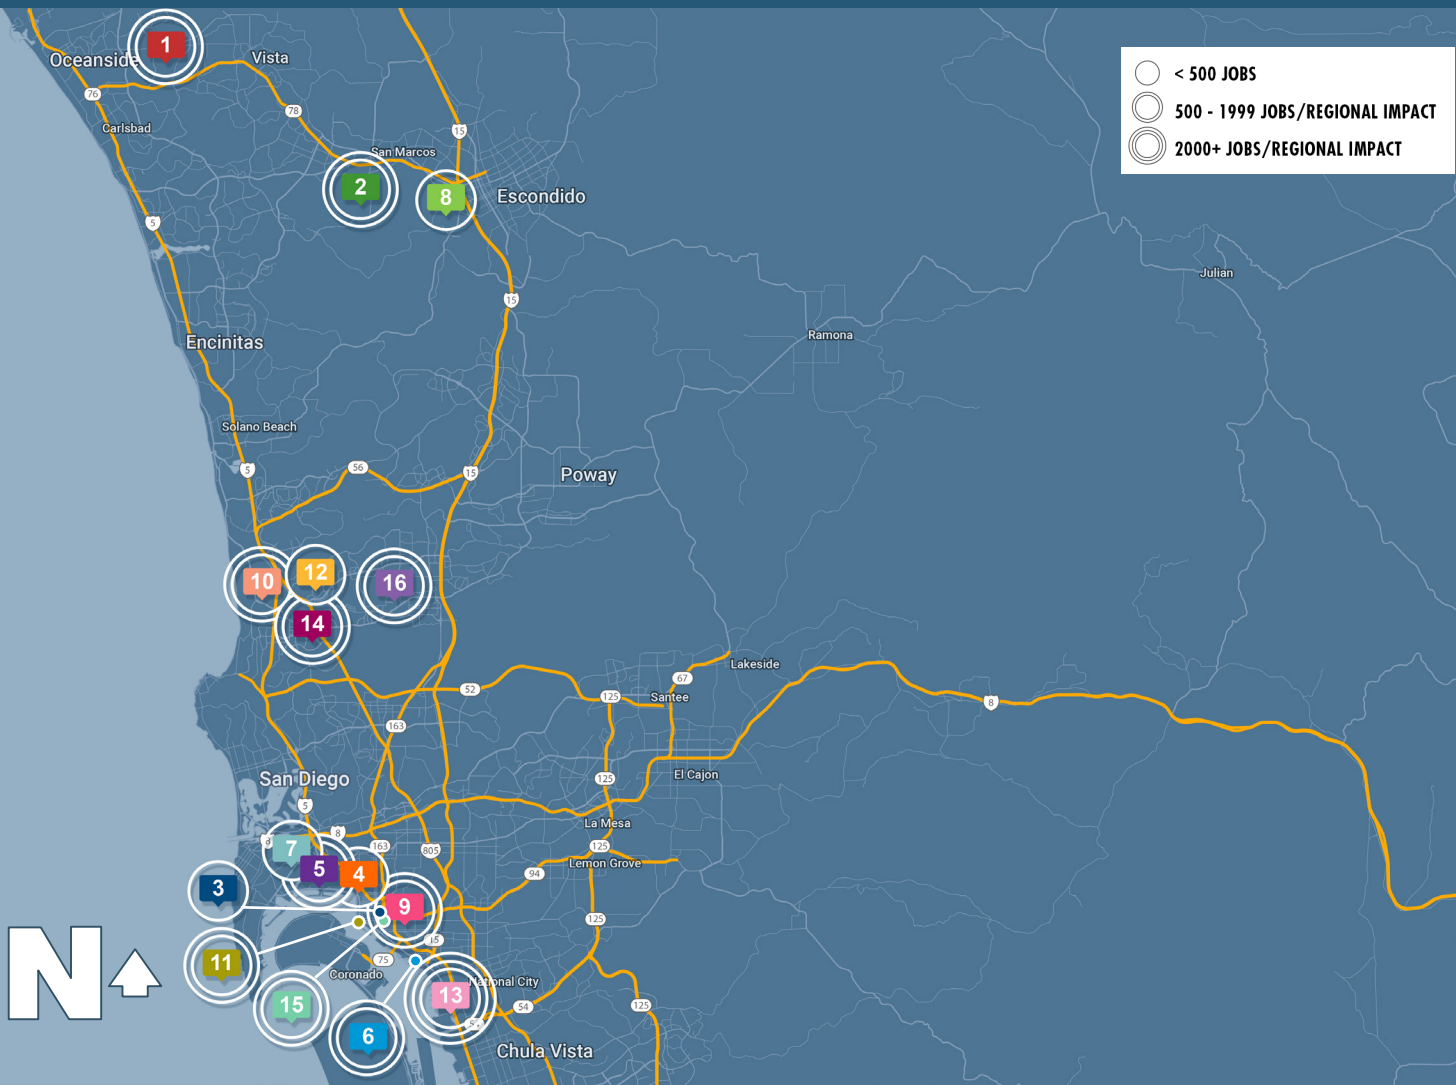 1
Oceanside
Vista
76
78
Carlsbad
15
San Marcos
2
8
Escondido
5
15
Encinitas
Solano Beach
5
56
15
Poway
Ramona
Julian
< 500 JOBS
500 - 1999 JOBS/REGIONAL IMPACT
2000+ JOBS/REGIONAL IMPACT
10
12
16
14
52
163
Lakeside
67
125
Santee
8
San Diego
5
125
El Cajon
8
8
163
805
La Mesa
125
Lemon Grove
94
7
5
4
3
9
125
15
N
11
75
Coronado
National City
13
15
54
125
6
Chula Vista